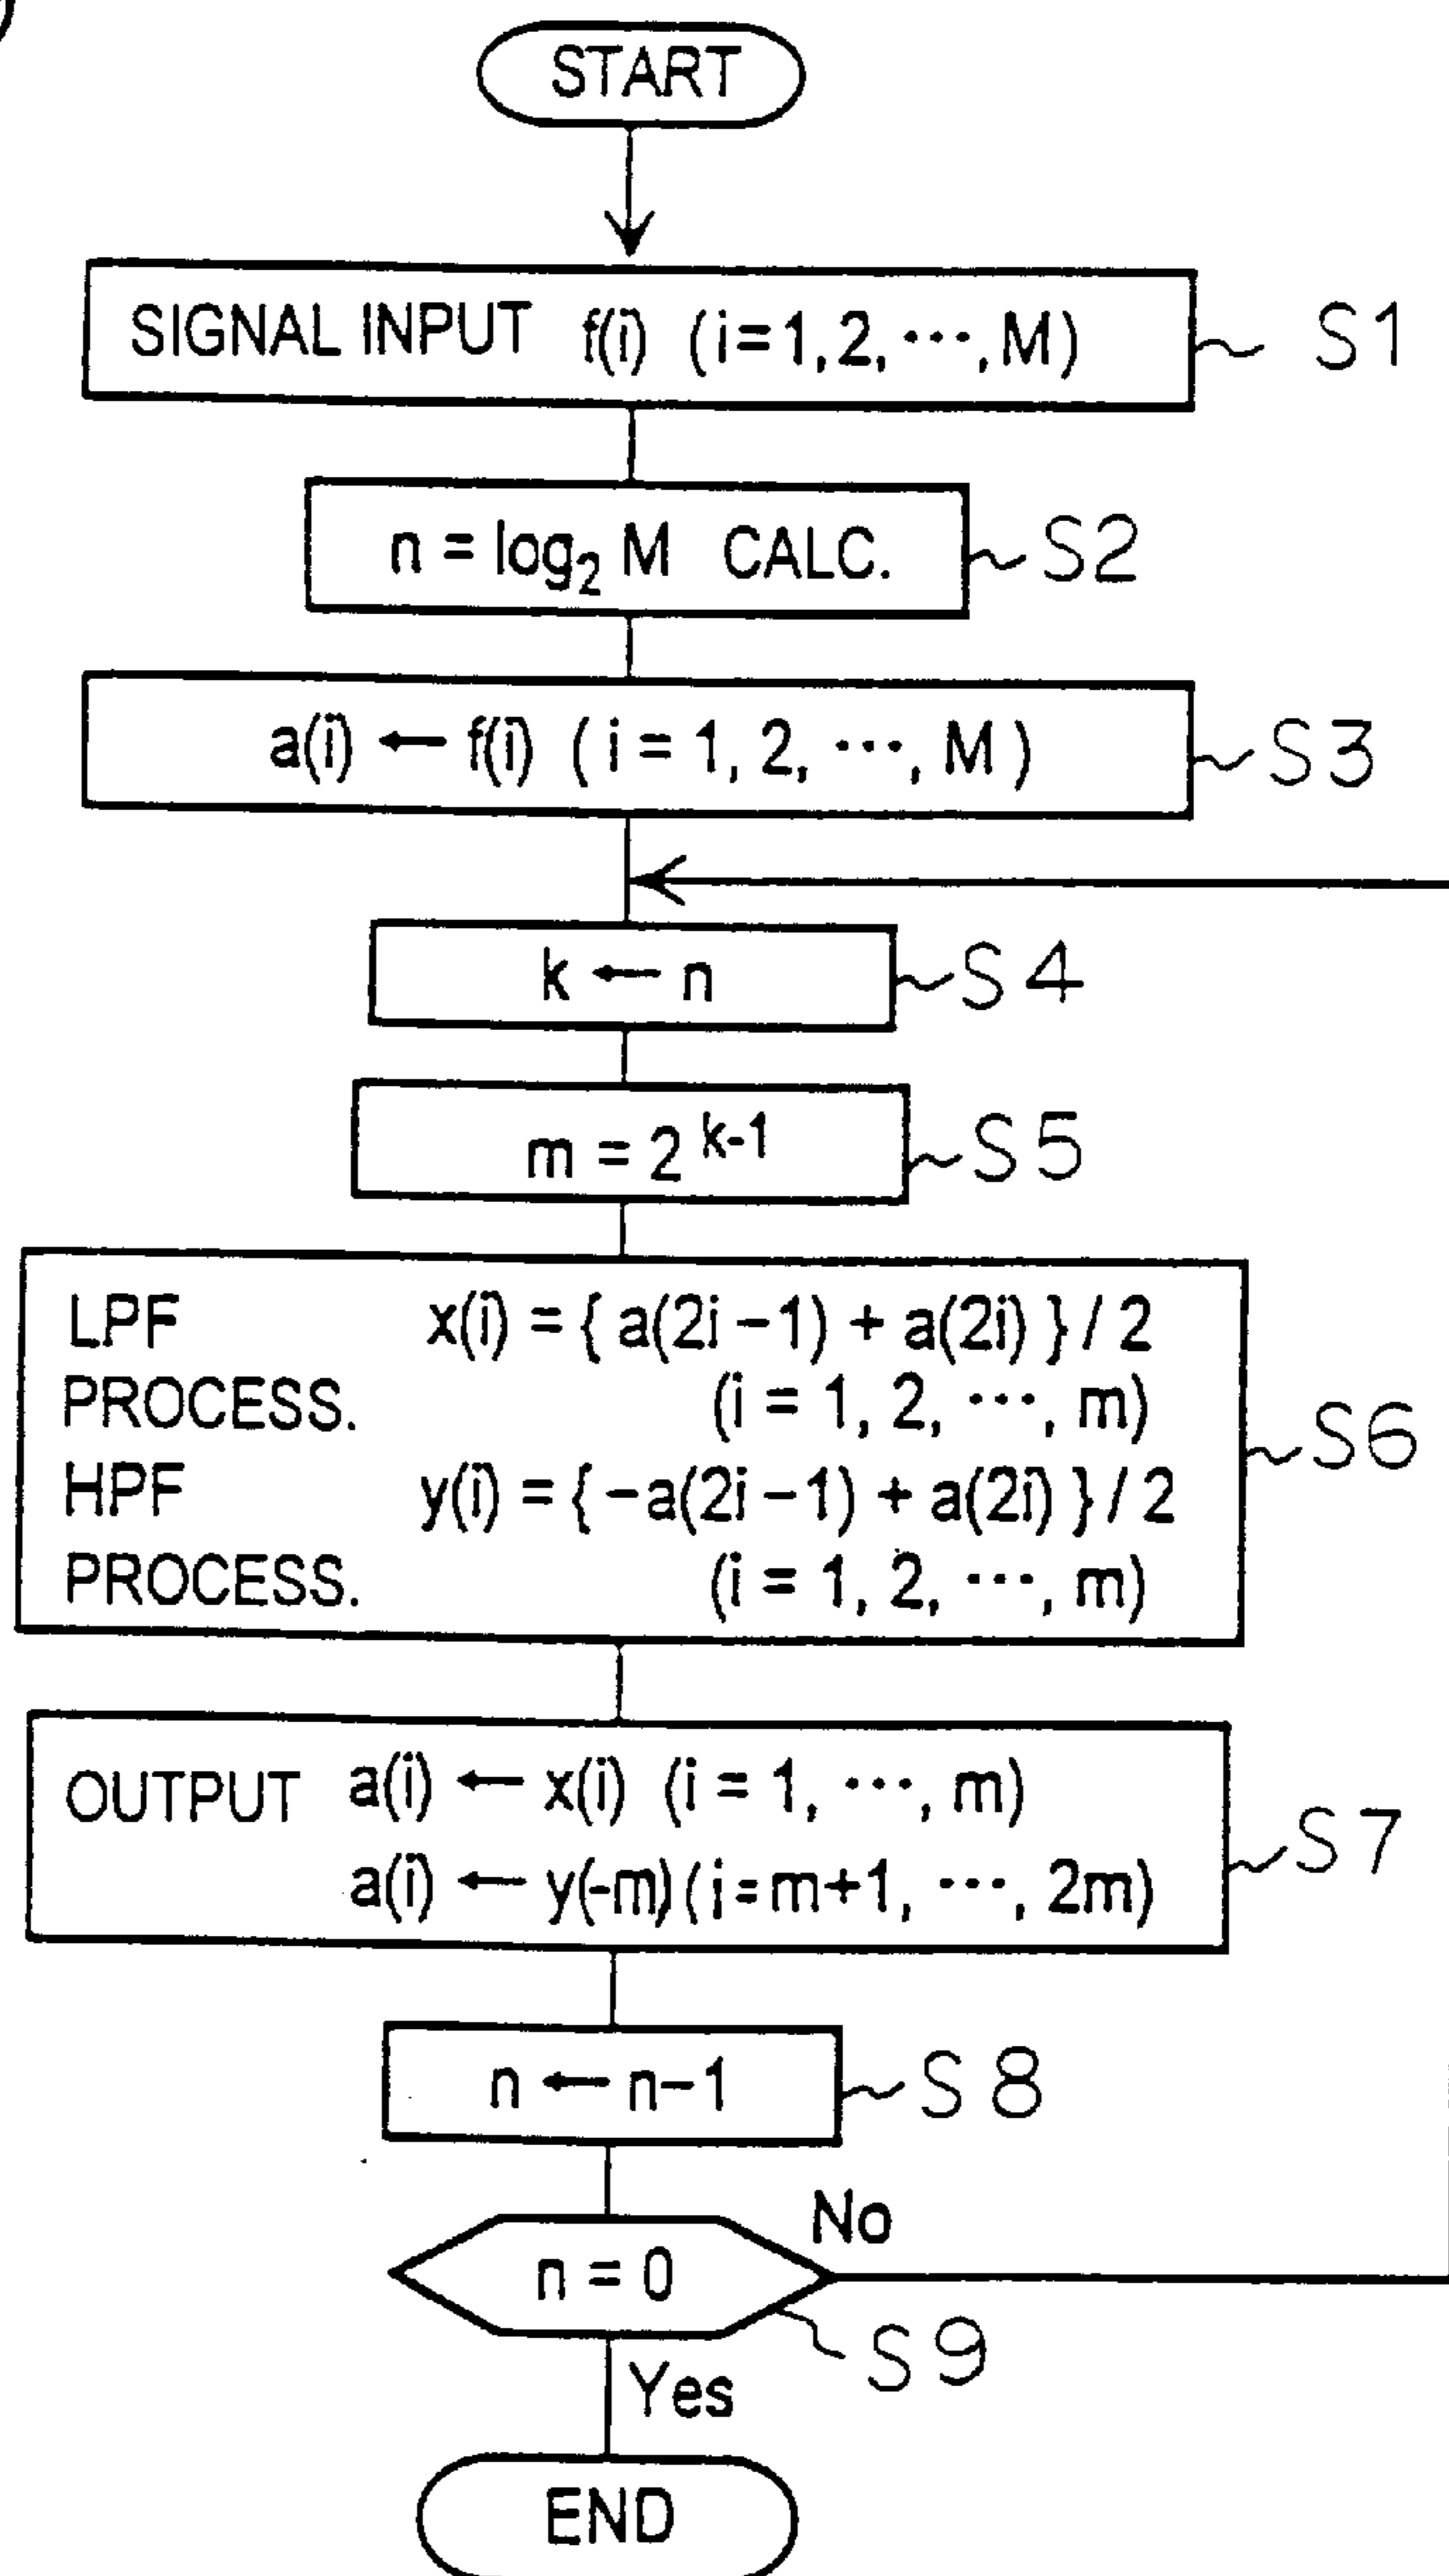 START
SIGNAL INPUT f(i) (i=1, 2, ⋯, M)
S1
n = log₂ M CALC.
S2
a(i) ← f(i) (i = 1, 2, ⋯, M)
S3
k ← n
S4
m = 2^(k-1)
S5
LPF x(i) = { a(2i −1) + a(2i) } / 2
PROCESS. (i = 1, 2, ⋯, m)
HPF y(i) = { −a(2i −1) + a(2i) } / 2
PROCESS. (i = 1, 2, ⋯, m)
S6
OUTPUT a(i) ← x(i) (i = 1, ⋯, m)
a(i) ← y(-m) (i=m+1, ⋯, 2m)
S7
n ← n−1
S8
No
n = 0
S9
Yes
END